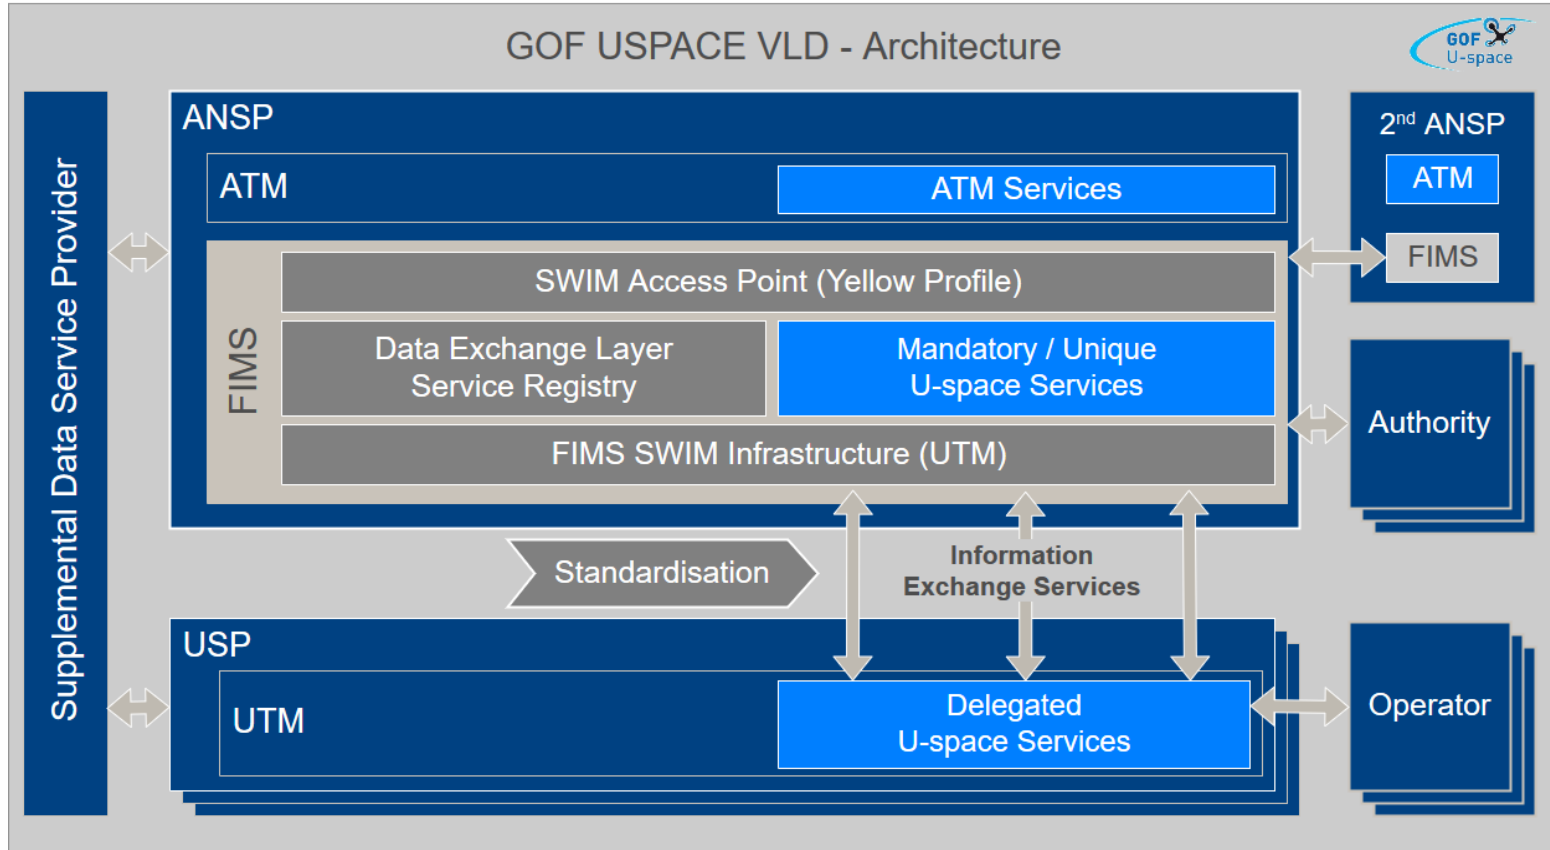 GOF USPACE VLD - Architecture
GOF
U-space
Supplemental Data Service Provider
ANSP
ATM
ATM Services
FIMS
SWIM Access Point (Yellow Profile)
Data Exchange Layer
Service Registry
Mandatory / Unique
U-space Services
FIMS SWIM Infrastructure (UTM)
2nd ANSP
ATM
FIMS
Authority
Standardisation
Information
Exchange Services
USP
UTM
Delegated
U-space Services
Operator